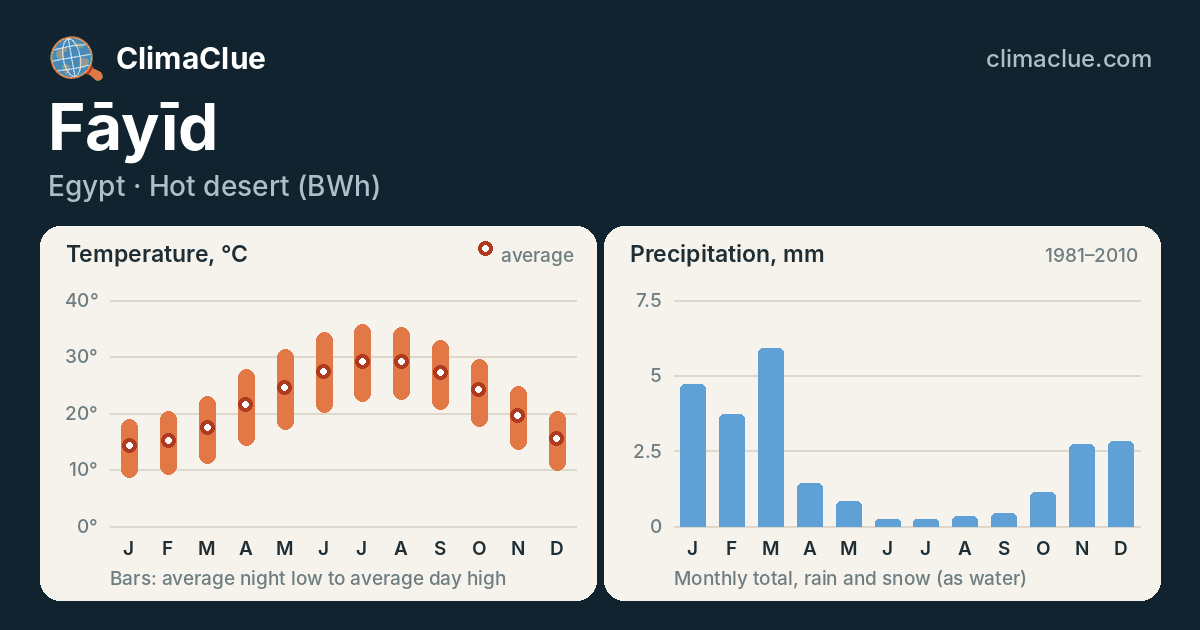 ClimaClue
climaclue.com
Fāyīd
Egypt · Hot desert (BWh)
Temperature, °C
average
40°
30°
20°
10°
0°
J F M A M J J A S O N D
Bars: average night low to average day high
Precipitation, mm
1981–2010
7.5
5
2.5
0
J F M A M J J A S O N D
Monthly total, rain and snow (as water)